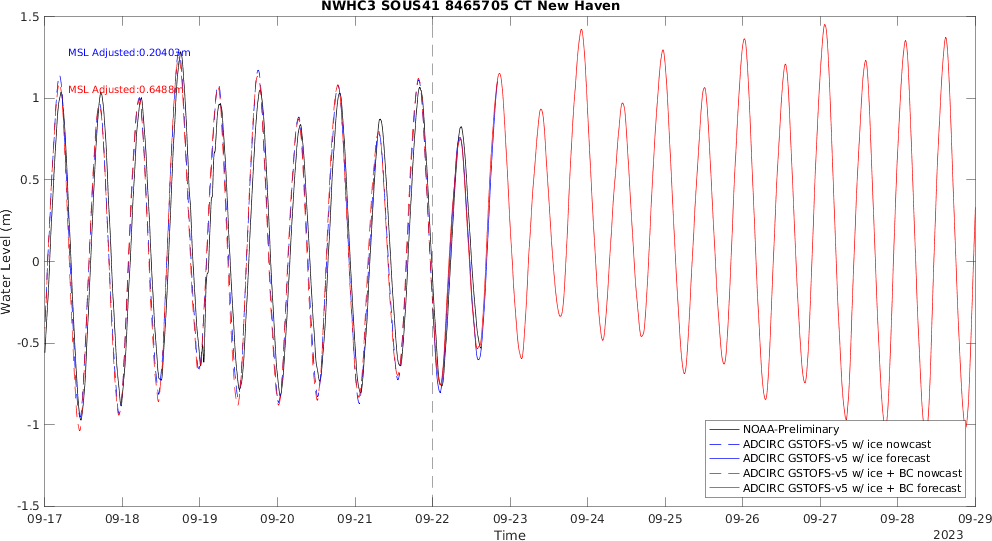 NWHC3 SOUS41 8465705 CT New Haven
MSL Adjusted:0.20403m
MSL Adjusted:0.6488m
Water Level (m)
1.5
1
0.5
0
-0.5
-1
-1.5
NOAA-Preliminary
ADCIRC GSTOFS-v5 w/ ice nowcast
ADCIRC GSTOFS-v5 w/ ice forecast
ADCIRC GSTOFS-v5 w/ ice + BC nowcast
ADCIRC GSTOFS-v5 w/ ice + BC forecast
09-17 09-18 09-19 09-20 09-21 09-22 09-23 09-24 09-25 09-26 09-27 09-28 09-29
Time
2023